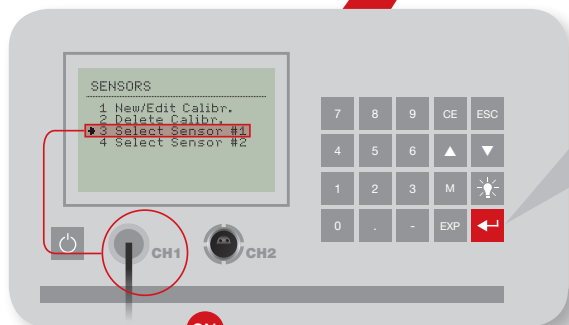 SENSORS
1 New/Edit Calibr.
2 Delete Calibr.
3 Select Sensor #1
4 Select Sensor #2
7 8 9 CE ESC
4 5 6
1 2 3 M
0 . - EXP
CH1
CH2